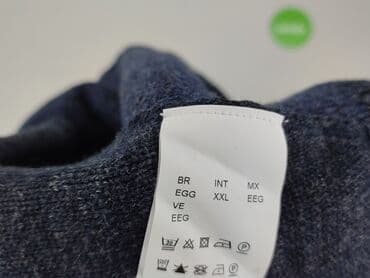 BR INT MX
EGG XXL EEG
VE
EEG